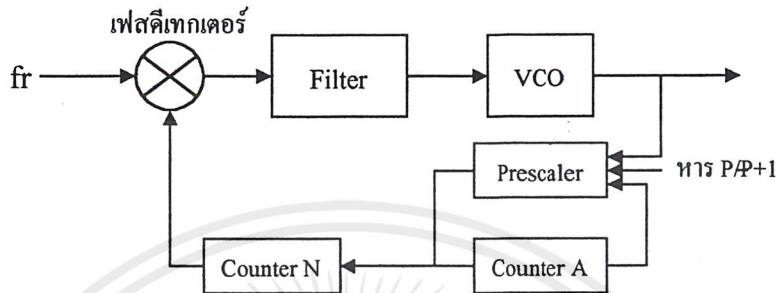 เฟสดีเทกเตอร์
fr
Filter
VCO
Prescaler
หาร P/P+1
Counter N
Counter A